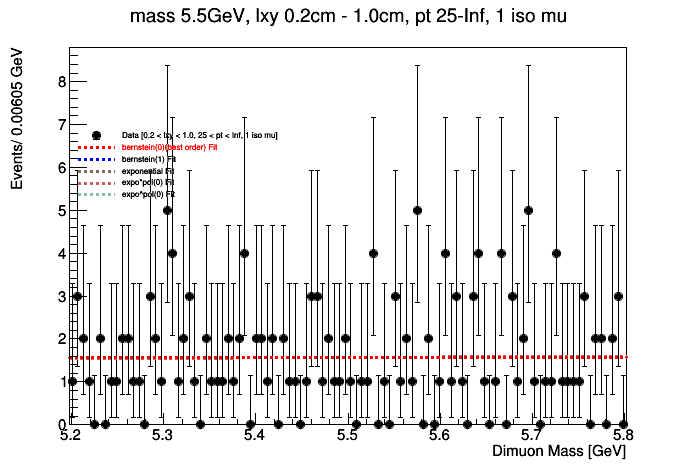 mass 5.5GeV, lxy 0.2cm - 1.0cm, pt 25-Inf, 1 iso mu
Events/ 0.00605 GeV
8
7
Data [0.2 < lxy < 1.0, 25 < pt < Inf, 1 iso mu]
bernstein(0)(best order) Fit
bernstein(1) Fit
6
exponential Fit
expo*pol(0) Fit
expo*pol(0) Fit
5
4
3
2
1
0
5.2 5.3 5.4 5.5 5.6 5.7 5.8
Dimuon Mass [GeV]